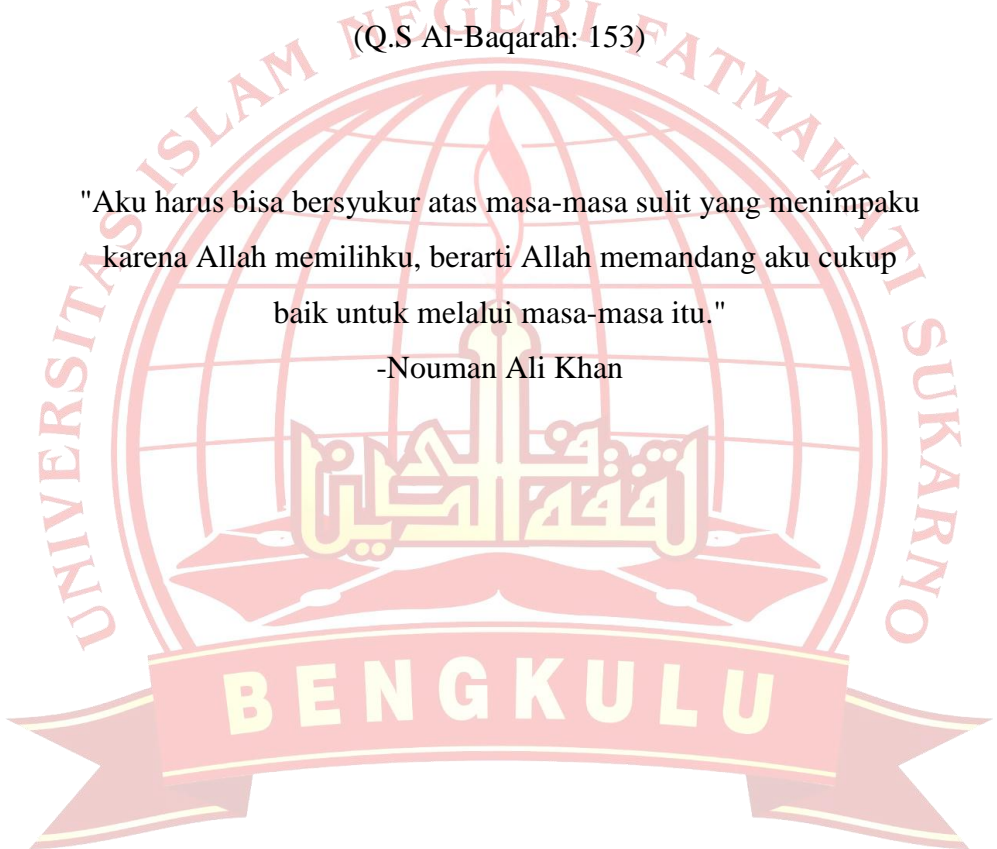 (Q.S Al-Baqarah: 153)
"Aku harus bisa bersyukur atas masa-masa sulit yang menimpaku
karena Allah memilihku, berarti Allah memandang aku cukup
baik untuk melalui masa-masa itu."
-Nouman Ali Khan
UNIVERSITAS ISLAM NEGERI FATMAWATI SUKARNO
BENGKULU